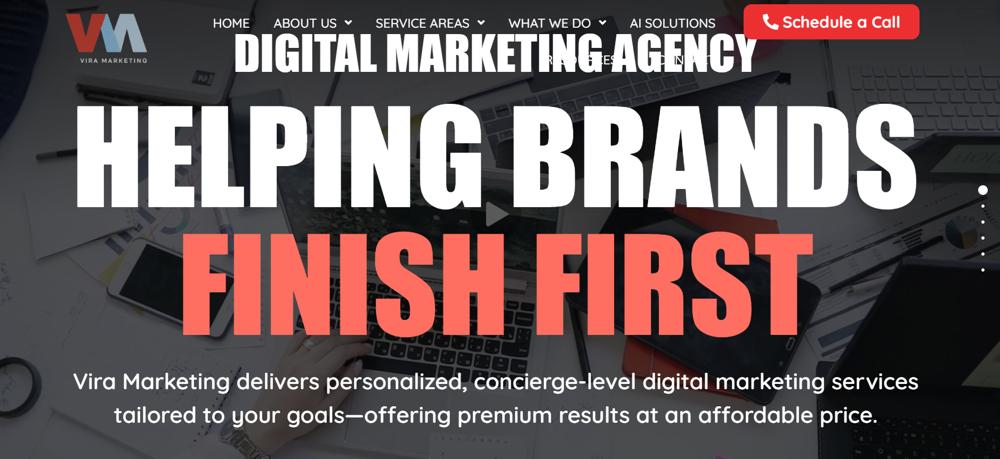 VIRA MARKETING
HOME ABOUT US SERVICE AREAS WHAT WE DO AI SOLUTIONS
Schedule a Call
DIGITAL MARKETING AGENCY
HELPING BRANDS
FINISH FIRST
Vira Marketing delivers personalized, concierge-level digital marketing services
tailored to your goals—offering premium results at an affordable price.